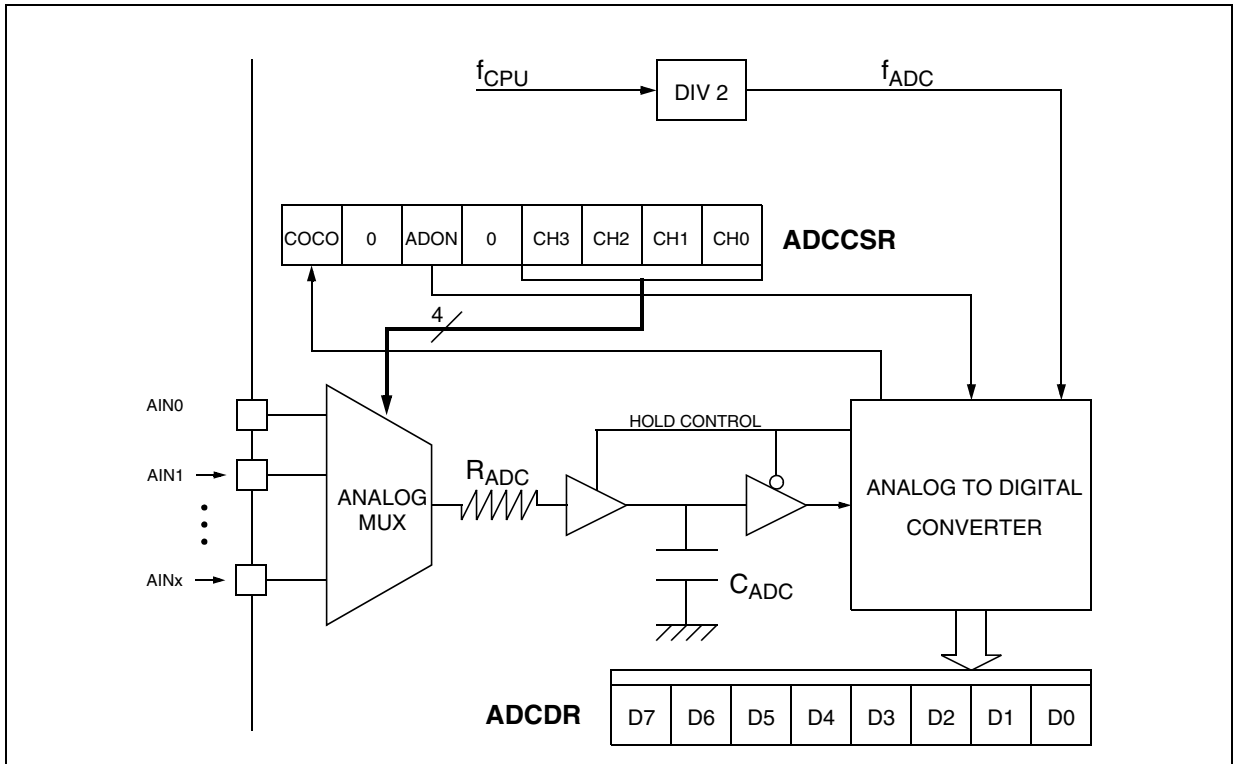 fCPU
DIV 2
fADC
COCO 0 ADON 0 CH3 CH2 CH1 CH0
ADCCSR
4
AIN0
HOLD CONTROL
AIN1
ANALOG
MUX
RADC
ANALOG TO DIGITAL
CONVERTER
AINx
CADC
ADCDR
D7 D6 D5 D4 D3 D2 D1 D0